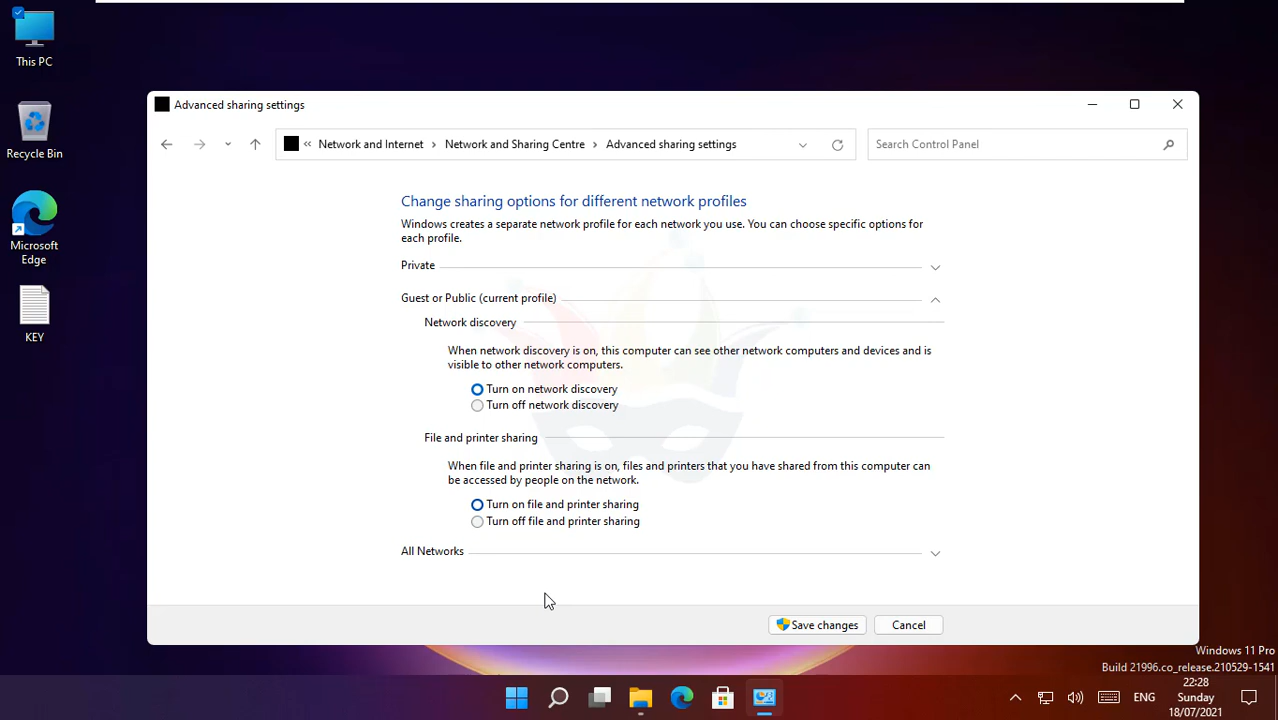 This PC
Recycle Bin
Microsoft
Edge
KEY
Advanced sharing settings
« Network and Internet › Network and Sharing Centre › Advanced sharing settings
Search Control Panel
Change sharing options for different network profiles
Windows creates a separate network profile for each network you use. You can choose specific options for
each profile.
Private
Guest or Public (current profile)
Network discovery
When network discovery is on, this computer can see other network computers and devices and is
visible to other network computers.
Turn on network discovery
Turn off network discovery
File and printer sharing
When file and printer sharing is on, files and printers that you have shared from this computer can
be accessed by people on the network.
Turn on file and printer sharing
Turn off file and printer sharing
All Networks
Save changes
Cancel
Windows 11 Pro
Build 21996.co_release.210529-1541
ENG
22:28
Sunday
18/07/2021